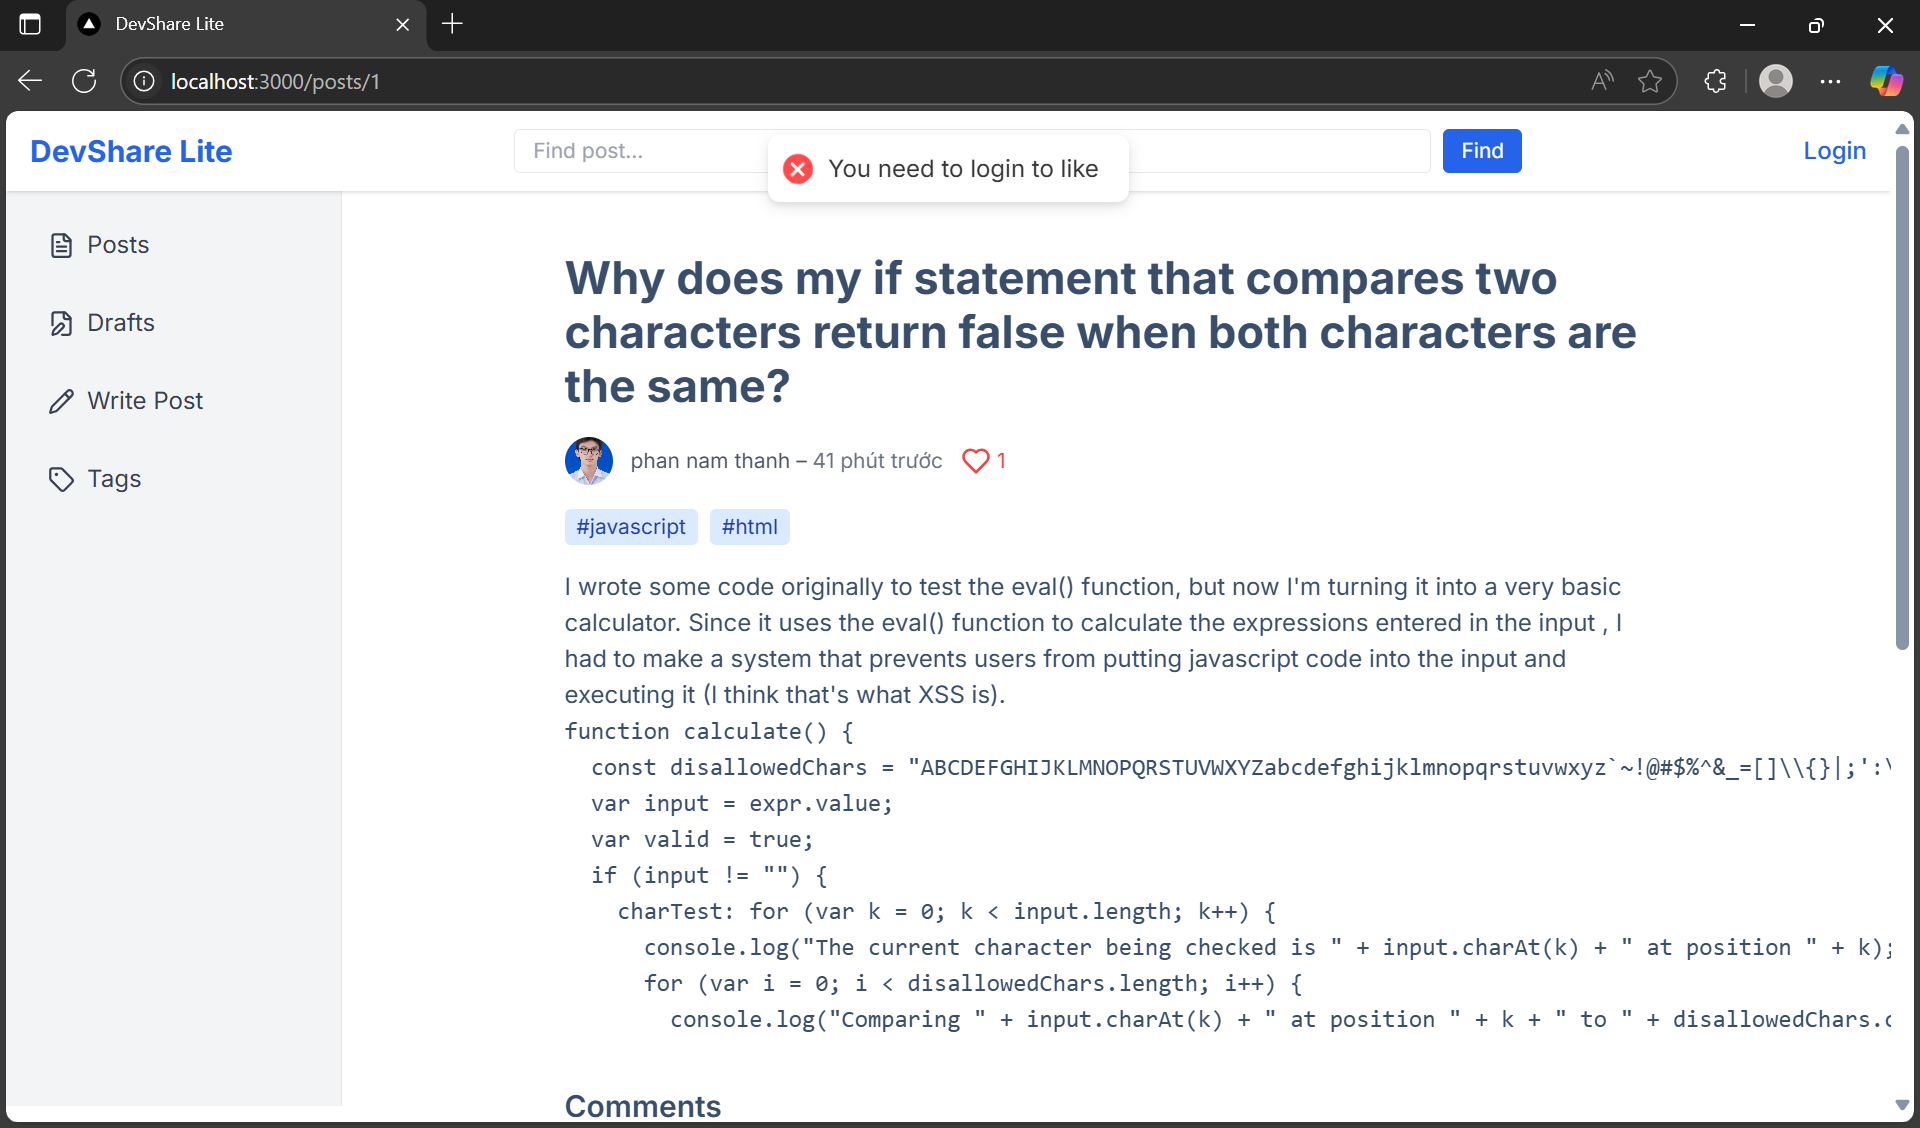 DevShare Lite
localhost:3000/posts/1
DevShare Lite
Find post...
You need to login to like
Find
Login
Posts
Drafts
Write Post
Tags
Why does my if statement that compares two
characters return false when both characters are
the same?
phan nam thanh – 41 phút trước
1
#javascript #html
I wrote some code originally to test the eval() function, but now I'm turning it into a very basic
calculator. Since it uses the eval() function to calculate the expressions entered in the input , I
had to make a system that prevents users from putting javascript code into the input and
executing it (I think that's what XSS is).
function calculate() {
const disallowedChars = "ABCDEFGHIJKLMNOPQRSTUVWXYZabcdefghijklmnopqrstuvwxyz`~!@#$%^&_=[]\\{}|;':\
var input = expr.value;
var valid = true;
if (input != "") {
charTest: for (var k = 0; k < input.length; k++) {
console.log("The current character being checked is " + input.charAt(k) + " at position " + k);
for (var i = 0; i < disallowedChars.length; i++) {
console.log("Comparing " + input.charAt(k) + " at position " + k + " to " + disallowedChars.c
Comments